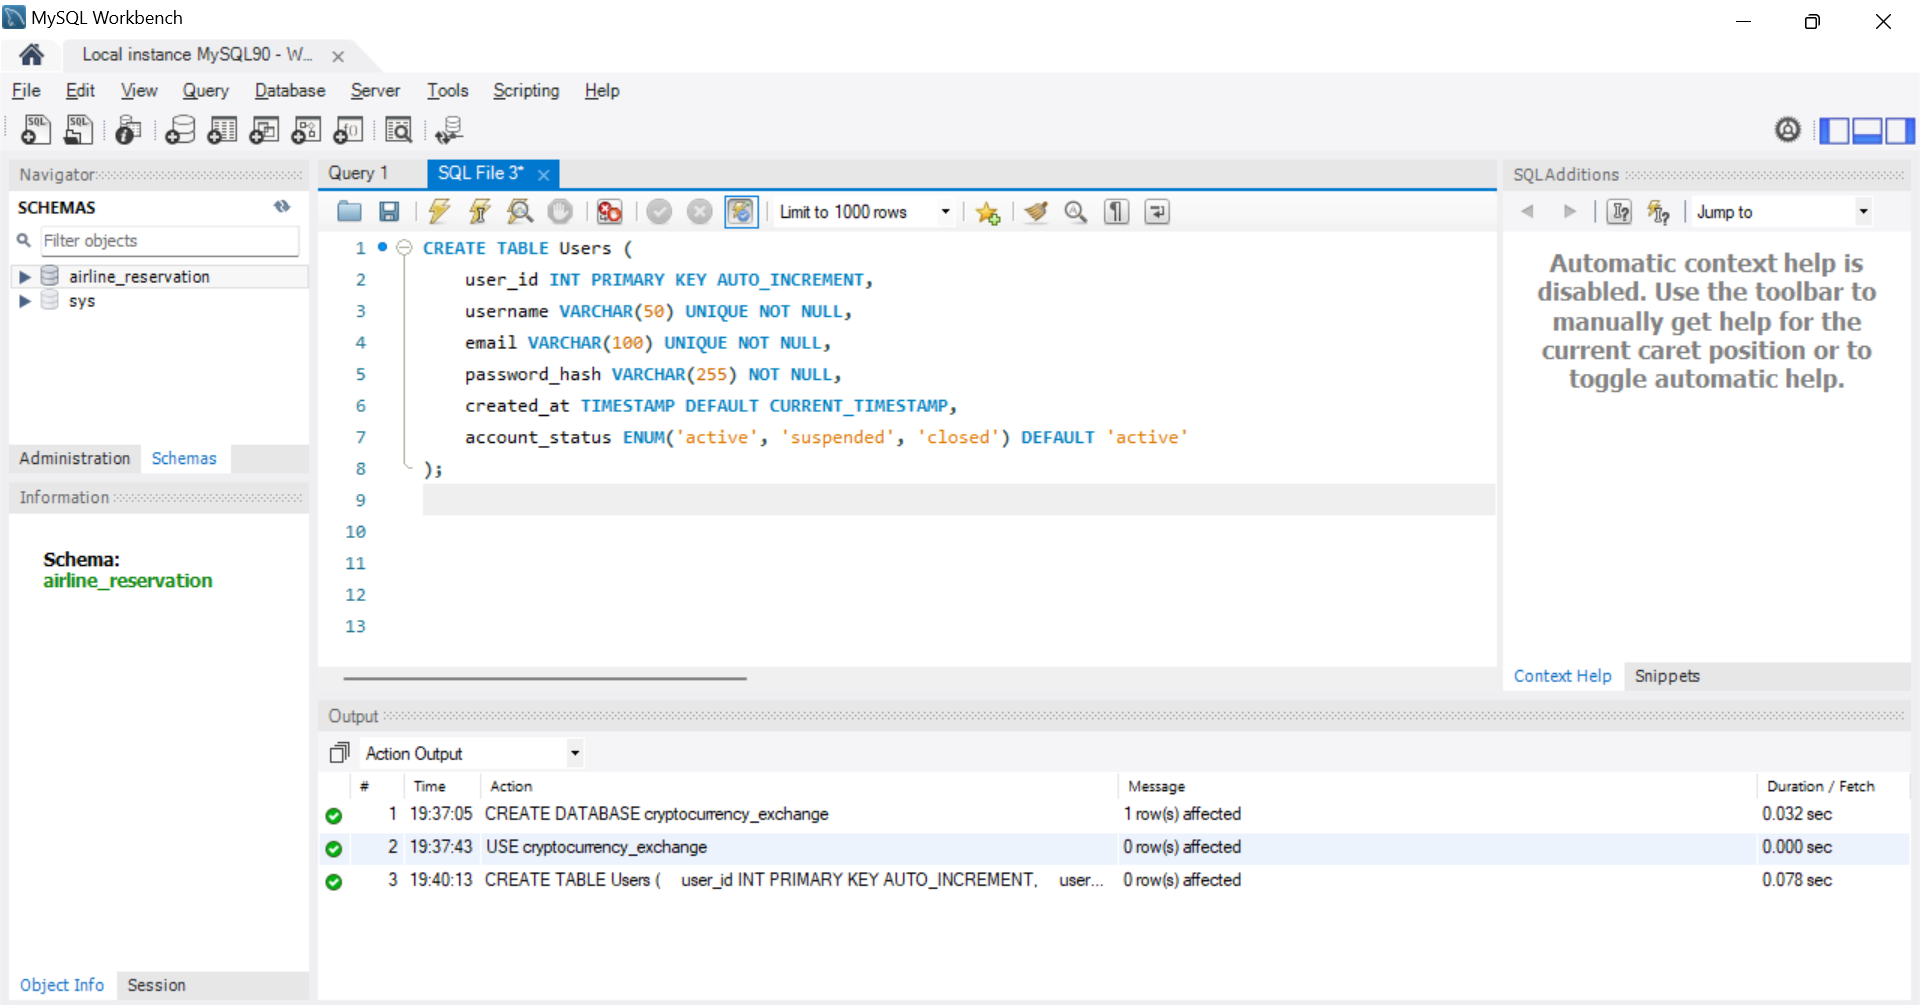 MySQL Workbench
Local instance MySQL90 - W...
File Edit View Query Database Server Tools Scripting Help
Navigator
SCHEMAS
Filter objects
airline_reservation
sys
Administration Schemas
Information
Schema:
airline_reservation
Object Info Session
Query 1 SQL File 3*
Limit to 1000 rows
1 CREATE TABLE Users (
2 user_id INT PRIMARY KEY AUTO_INCREMENT,
3 username VARCHAR(50) UNIQUE NOT NULL,
4 email VARCHAR(100) UNIQUE NOT NULL,
5 password_hash VARCHAR(255) NOT NULL,
6 created_at TIMESTAMP DEFAULT CURRENT_TIMESTAMP,
7 account_status ENUM('active', 'suspended', 'closed') DEFAULT 'active'
8 );
9
10
11
12
13
SQLAdditions
Jump to
Automatic context help is
disabled. Use the toolbar to
manually get help for the
current caret position or to
toggle automatic help.
Context Help Snippets
Output
Action Output
# Time Action Message Duration / Fetch
1 19:37:05 CREATE DATABASE cryptocurrency_exchange 1 row(s) affected 0.032 sec
2 19:37:43 USE cryptocurrency_exchange 0 row(s) affected 0.000 sec
3 19:40:13 CREATE TABLE Users ( user_id INT PRIMARY KEY AUTO_INCREMENT, user... 0 row(s) affected 0.078 sec